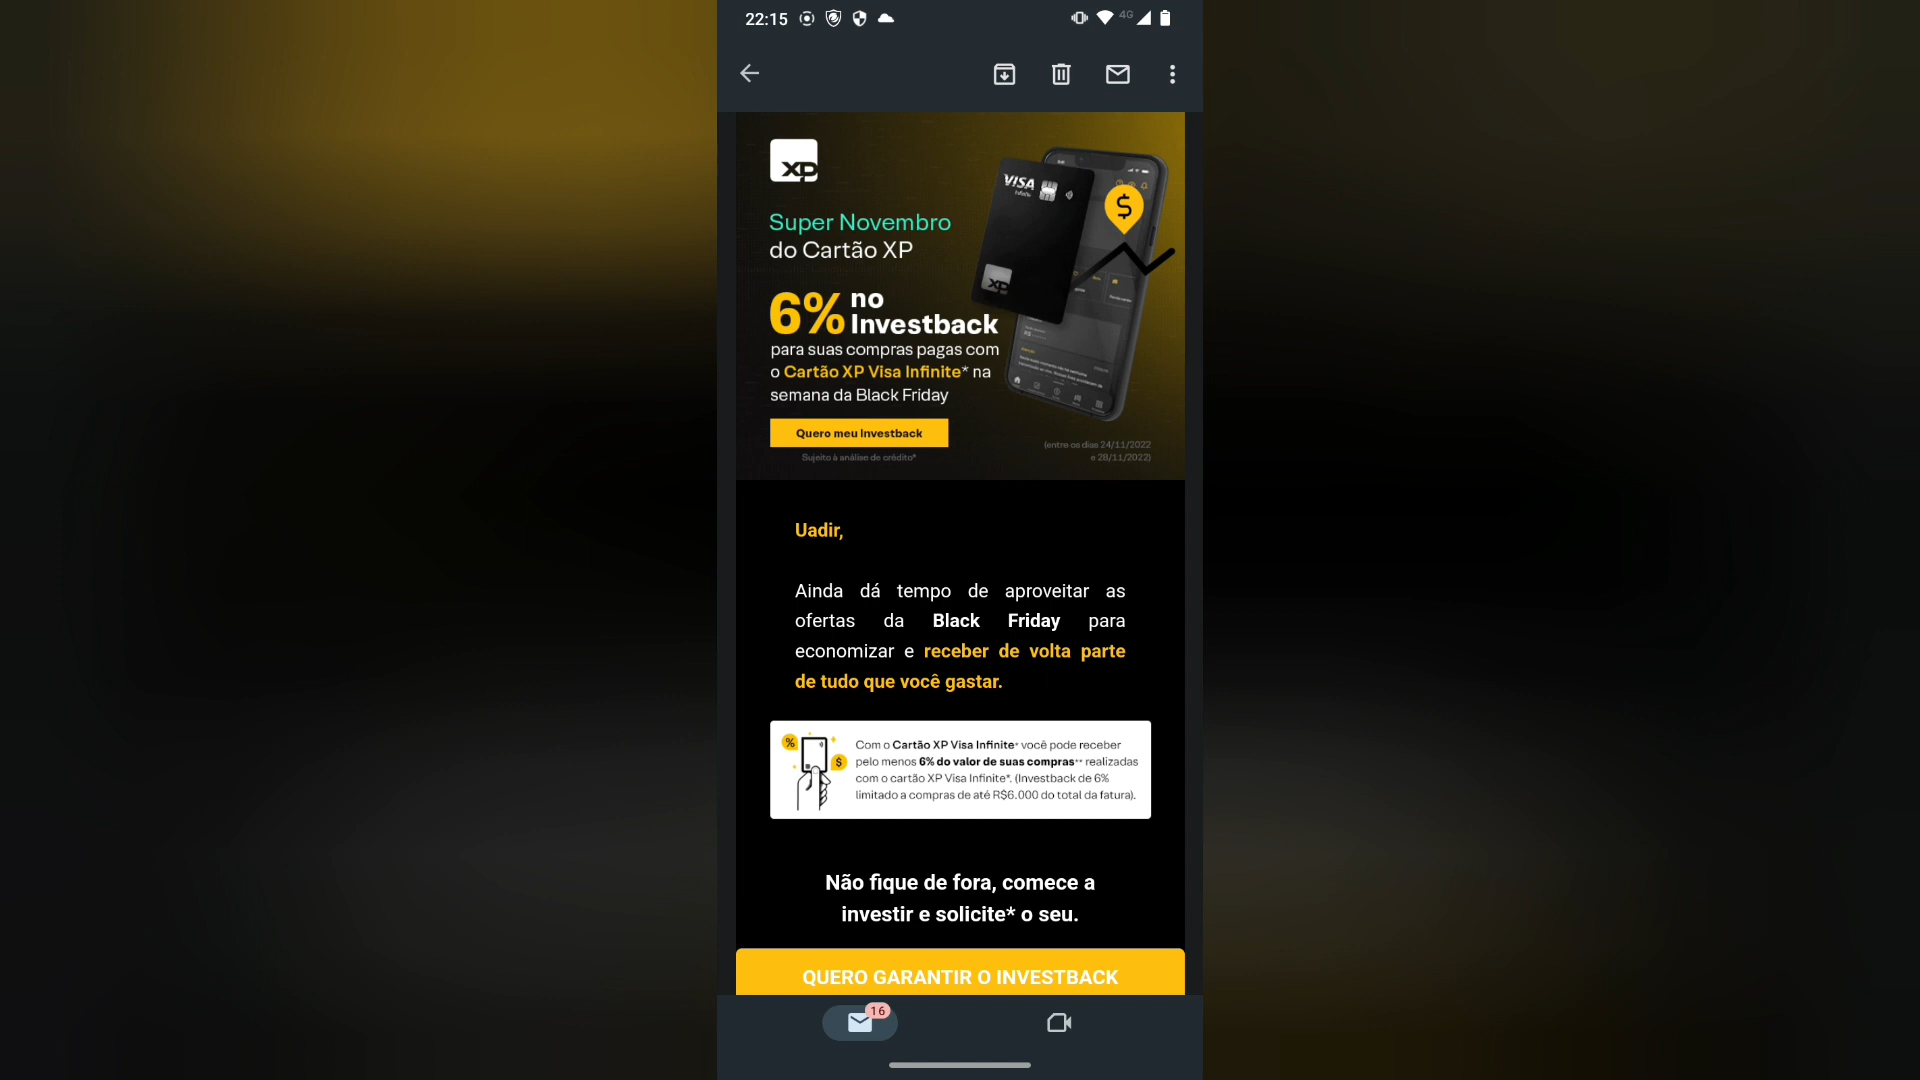 22:15
4G
XP
VISA
Infinite
$
XP
Super Novembro
do Cartão XP
6% no
Investback
para suas compras pagas com
o Cartão XP Visa Infinite* na
semana da Black Friday
Quero meu Investback
Sujeito à análise de crédito*
(entre os dias 24/11/2022
e 28/11/2022)
Uadir,
Ainda dá tempo de aproveitar as
ofertas da Black Friday para
economizar e receber de volta parte
de tudo que você gastar.
%
$
Com o Cartão XP Visa Infinite* você pode receber
pelo menos 6% do valor de suas compras** realizadas
com o cartão XP Visa Infinite*. (Investback de 6%
limitado a compras de até R$6.000 do total da fatura).
Não fique de fora, comece a
investir e solicite* o seu.
QUERO GARANTIR O INVESTBACK
16